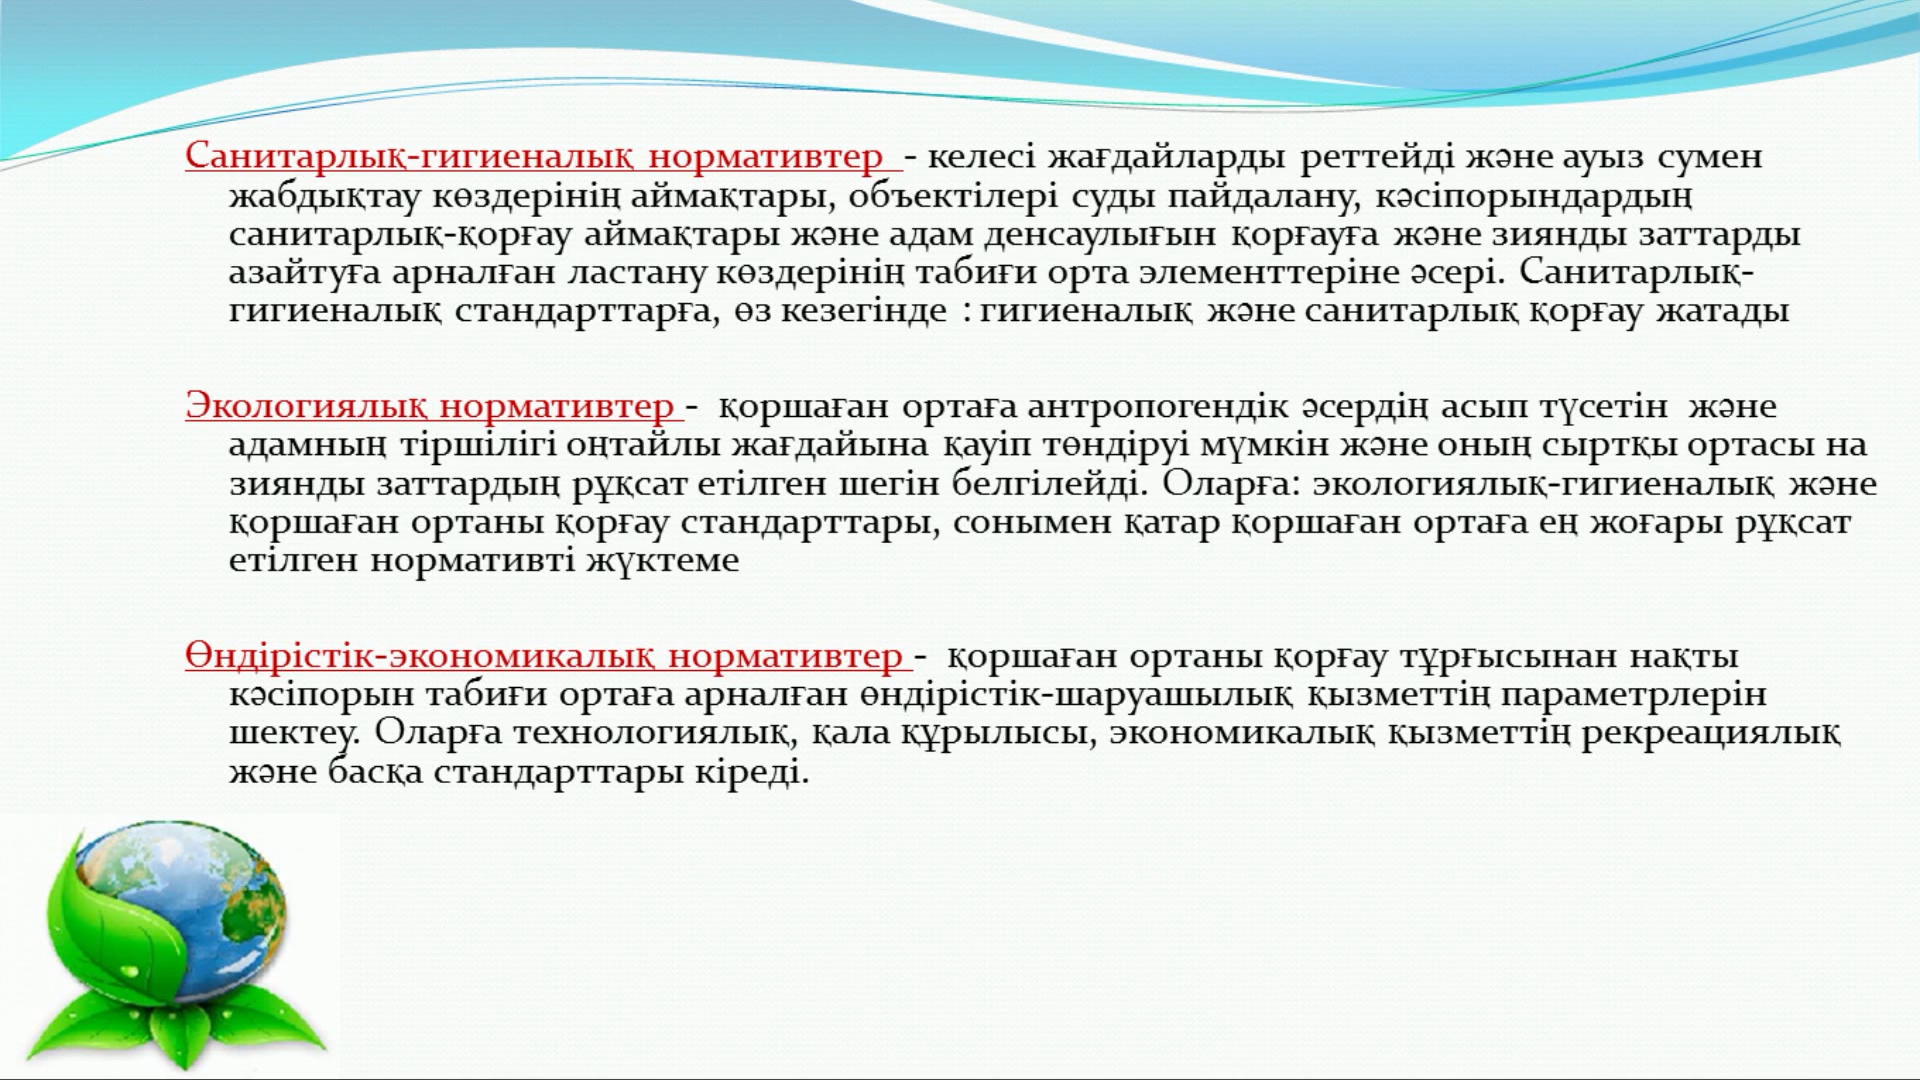 Санитарлық-гигиеналық нормативтер - келесі жағдайларды реттейді және ауыз сумен
жабдықтау көздерінің аймақтары, объектілері суды пайдалану, кәсіпорындардың
санитарлық-қорғау аймақтары және адам денсаулығын қорғауға және зиянды заттарды
азайтуға арналған ластану көздерінің табиғи орта элементтеріне әсері. Санитарлық-
гигиеналық стандарттарға, өз кезегінде : гигиеналық және санитарлық қорғау жатады
Экологиялық нормативтер - қоршаған ортаға антропогендік әсердің асып түсетін және
адамның тіршілігі оңтайлы жағдайына қауіп төндіруі мүмкін және оның сыртқы ортасы на
зиянды заттардың рұқсат етілген шегін белгілейді. Оларға: экологиялық-гигиеналық және
қоршаған ортаны қорғау стандарттары, сонымен қатар қоршаған ортаға ең жоғары рұқсат
етілген нормативті жүктеме
Өндірістік-экономикалық нормативтер - қоршаған ортаны қорғау тұрғысынан нақты
кәсіпорын табиғи ортаға арналған өндірістік-шаруашылық қызметтің параметрлерін
шектеу. Оларға технологиялық, қала құрылысы, экономикалық қызметтің рекреациялық
және басқа стандарттары кіреді.